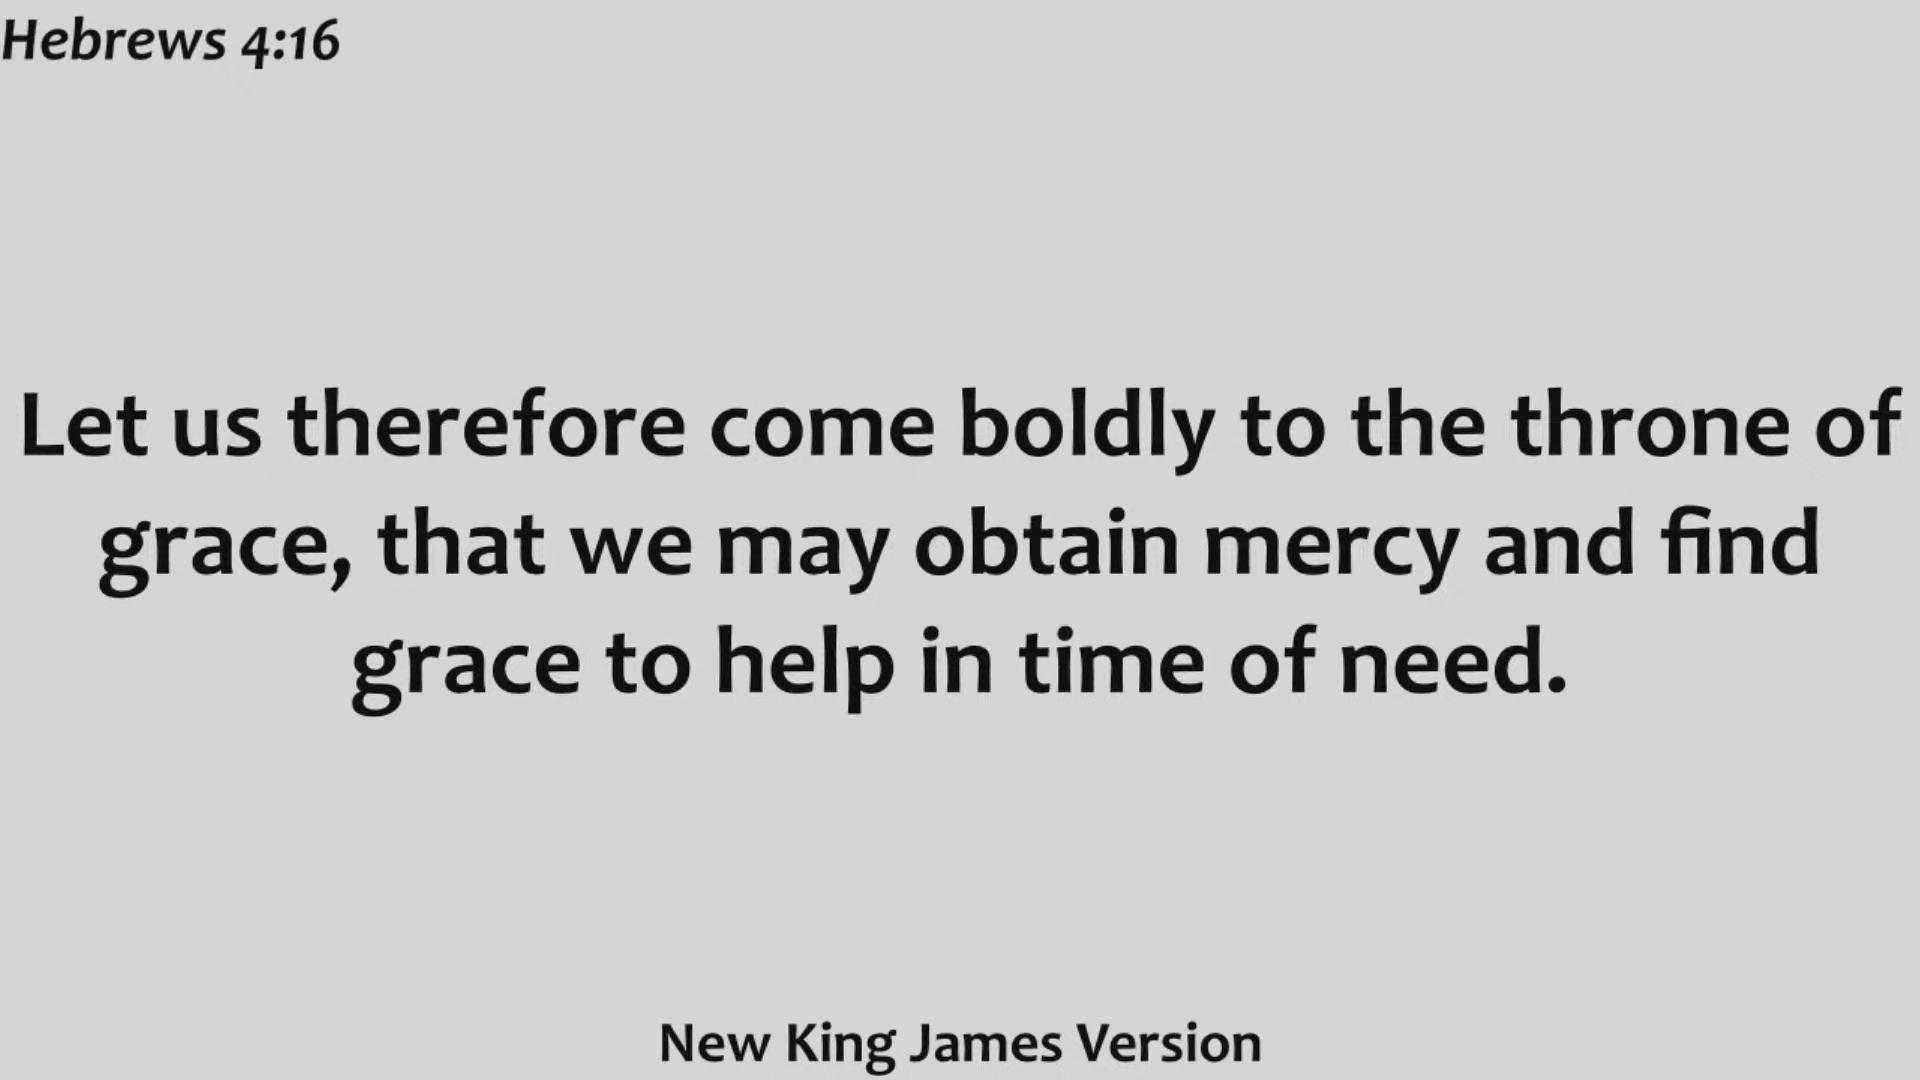 Hebrews 4:16
Let us therefore come boldly to the throne of
grace, that we may obtain mercy and find
grace to help in time of need.
New King James Version